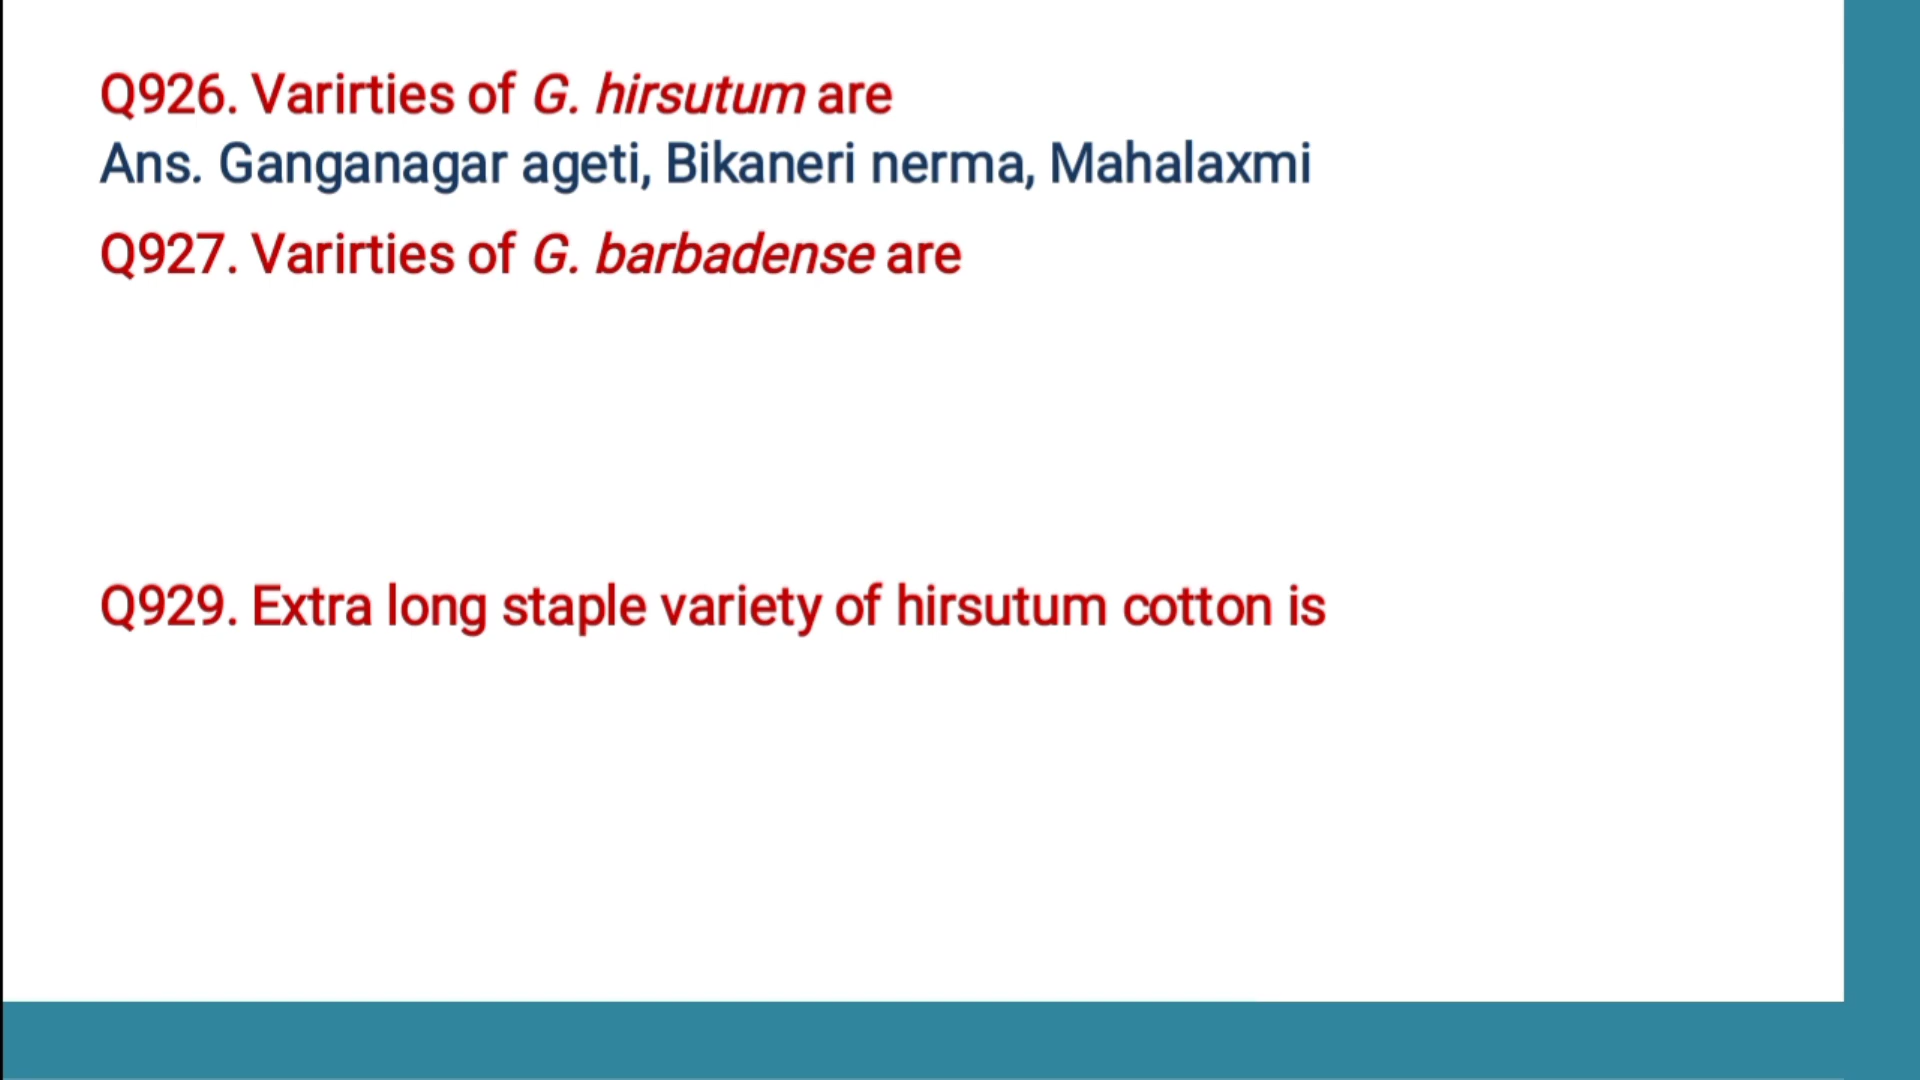 Q926. Varirties of G. hirsutum are
Ans. Ganganagar ageti, Bikaneri nerma, Mahalaxmi
Q927. Varirties of G. barbadense are
Q929. Extra long staple variety of hirsutum cotton is